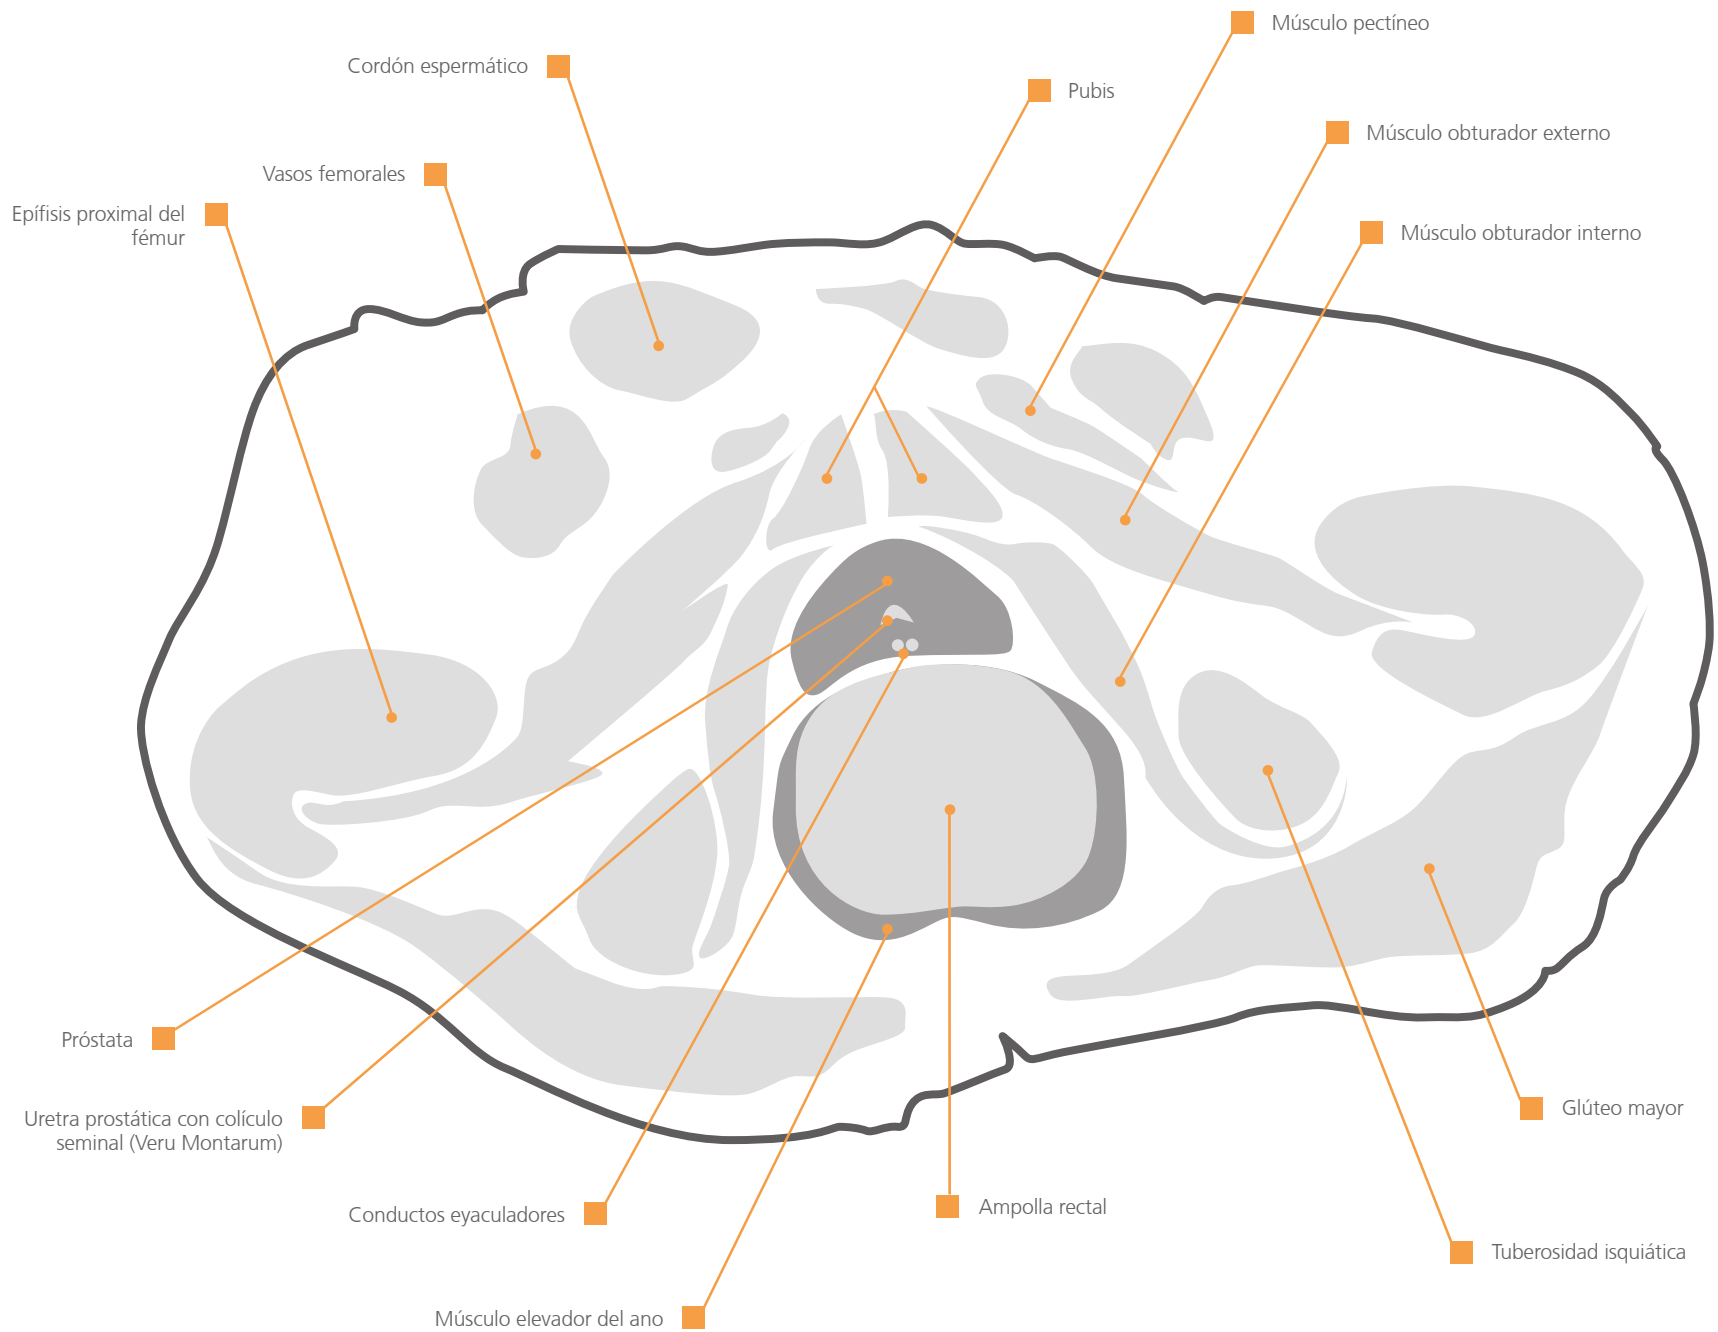 Músculo pectíneo
Cordón espermático
Pubis
Músculo obturador externo
Vasos femorales
Epífisis proximal del
fémur
Músculo obturador interno
Próstata
Uretra prostática con colículo
seminal (Veru Montarum)
Glúteo mayor
Conductos eyaculadores
Ampolla rectal
Tuberosidad isquiática
Músculo elevador del ano